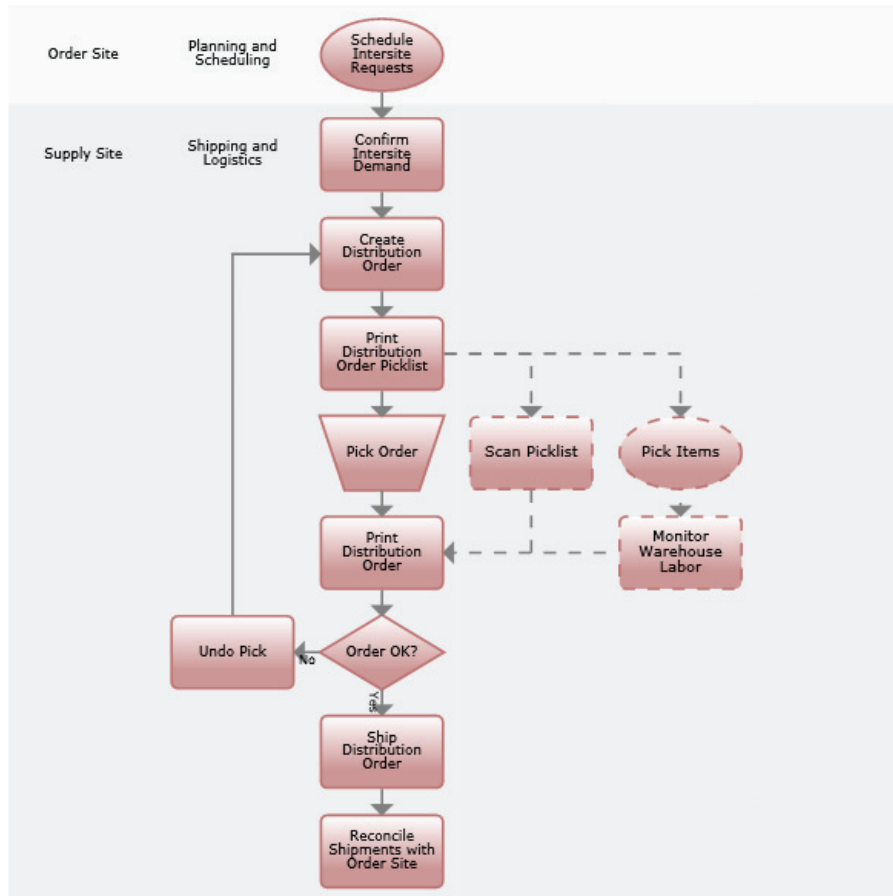 Order Site
Planning and
Scheduling
Schedule
Intersite
Requests
Supply Site
Shipping and
Logistics
Confirm
Intersite
Demand
Create
Distribution
Order
Print
Distribution
Order Picklist
Pick Order
Scan Picklist
Pick Items
Print
Distribution
Order
Monitor
Warehouse
Labor
Undo Pick
No
Order OK?
Yes
Ship
Distribution
Order
Reconcile
Shipments with
Order Site